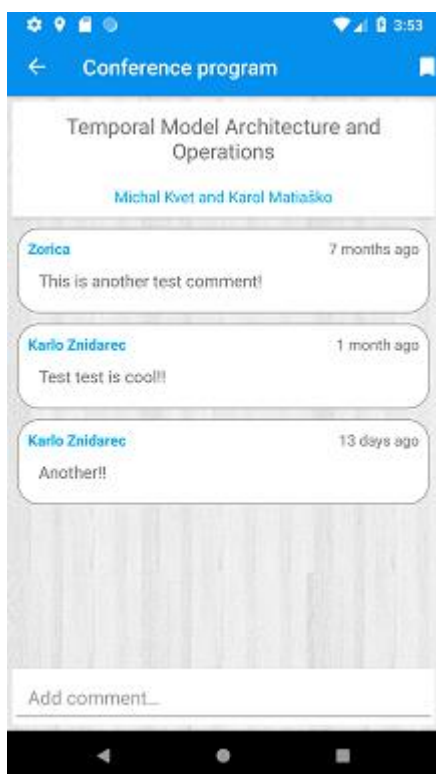 3:53
Conference program
Temporal Model Architecture and
Operations
Michal Kvet and Karol Matiaško
Zorica 7 months ago
This is another test comment!
Karlo Znidarec 1 month ago
Test test is cool!!
Karlo Znidarec 13 days ago
Another!!
Add comment...